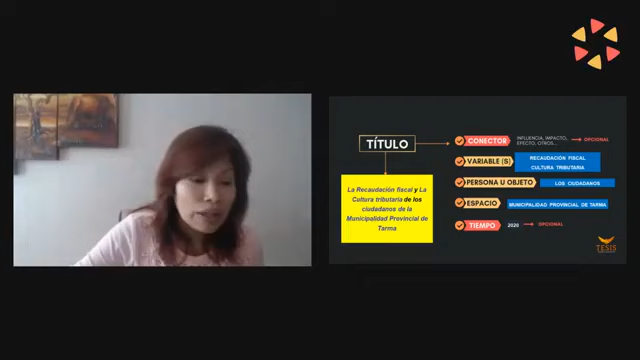 TÍTULO
La Recaudación fiscal y La
Cultura tributaria de los
ciudadanos de la
Municipalidad Provincial de
Tarma
CONECTOR
INFLUENCIA, IMPACTO,
EFECTO, OTROS...
OPCIONAL
VARIABLE (S)
RECAUDACIÓN FISCAL
CULTURA TRIBUTARIA
PERSONA U OBJETO
LOS CIUDADANOS
ESPACIO
MUNICIPALIDAD PROVINCIAL DE TARMA
TIEMPO
2020
OPCIONAL
TESIS